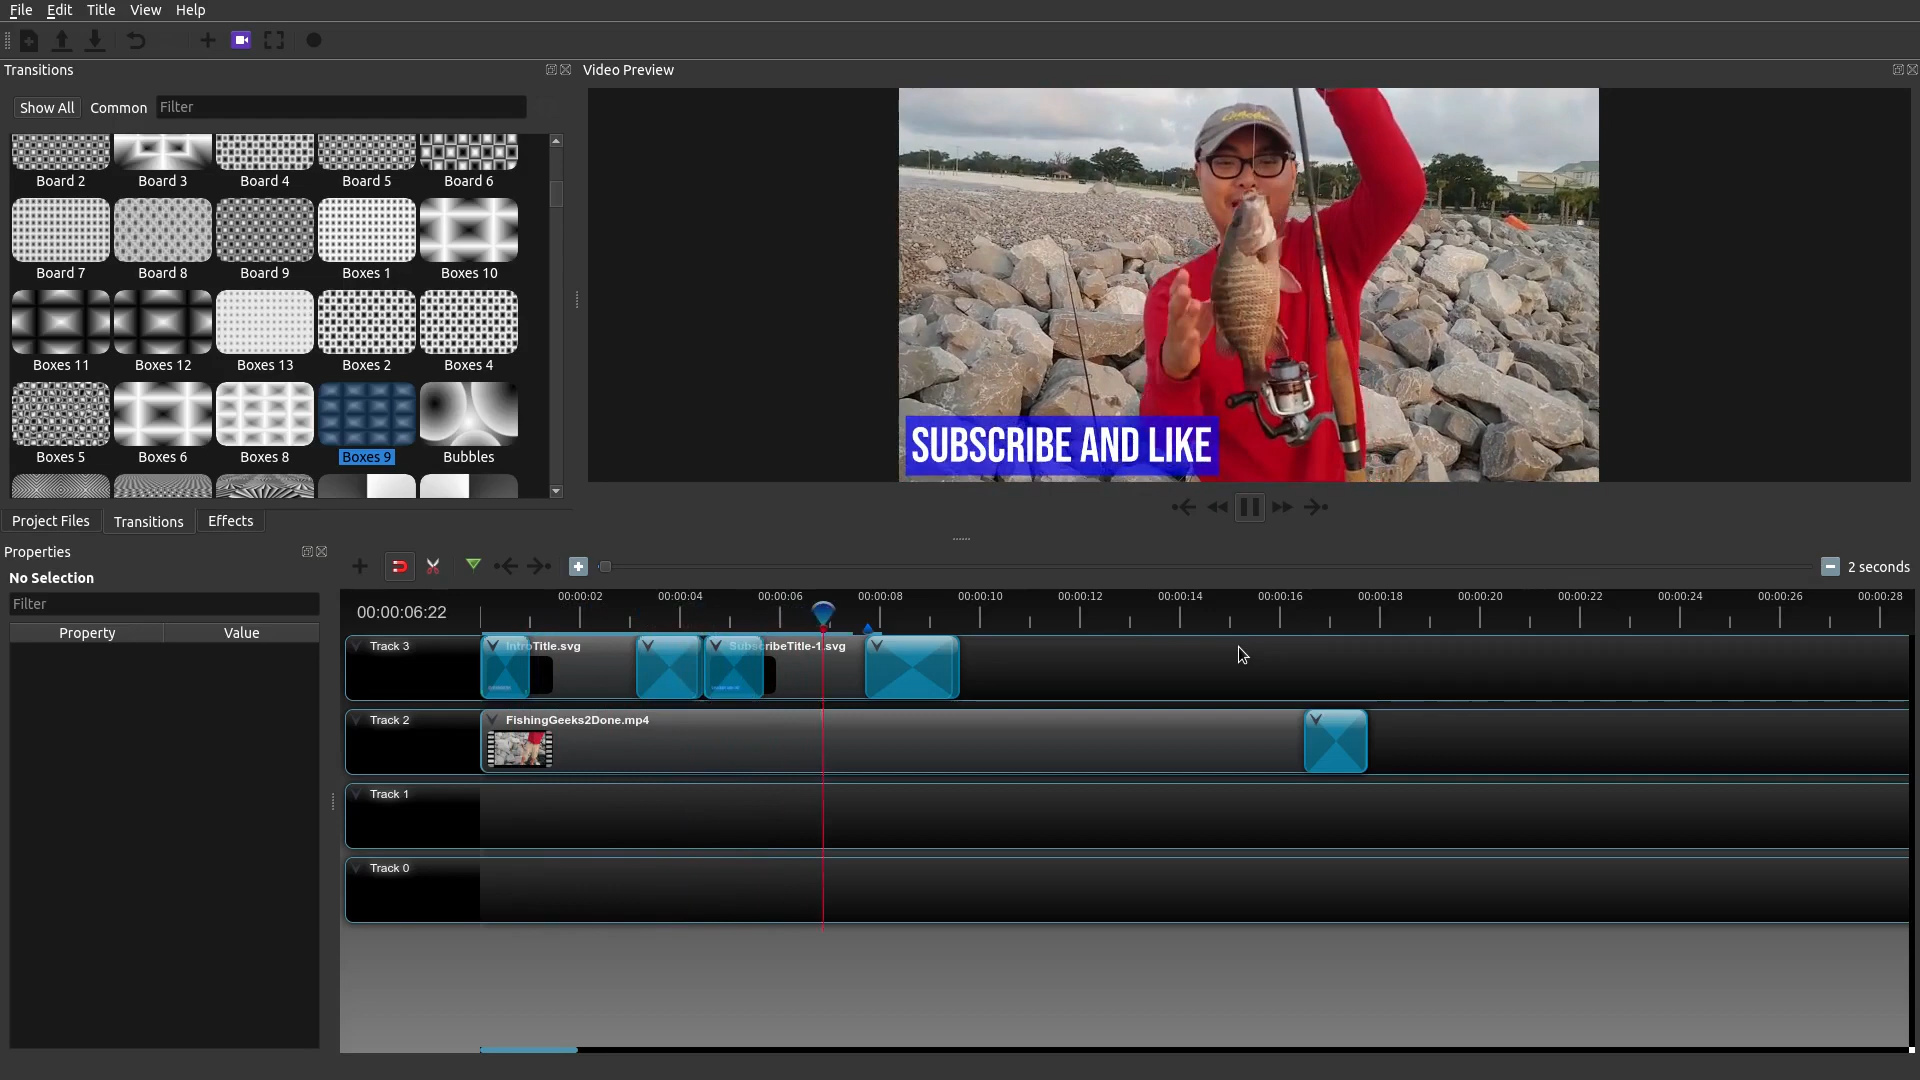 File Edit Title View Help
Transitions
Video Preview
Show All Common Filter
Board 2 Board 3 Board 4 Board 5 Board 6
Board 7 Board 8 Board 9 Boxes 1 Boxes 10
Boxes 11 Boxes 12 Boxes 13 Boxes 2 Boxes 4
Boxes 5 Boxes 6 Boxes 8 Boxes 9 Bubbles
SUBSCRIBE AND LIKE
Project Files Transitions Effects
Properties
No Selection
Filter
Property Value
2 seconds
00:00:06:22
00:00:02 00:00:04 00:00:06 00:00:08 00:00:10 00:00:12 00:00:14 00:00:16 00:00:18 00:00:20 00:00:22 00:00:24 00:00:26 00:00:28
Track 3 IntroTitle.svg SubscribeTitle-1.svg
Track 2 FishingGeeks2Done.mp4
Track 1
Track 0